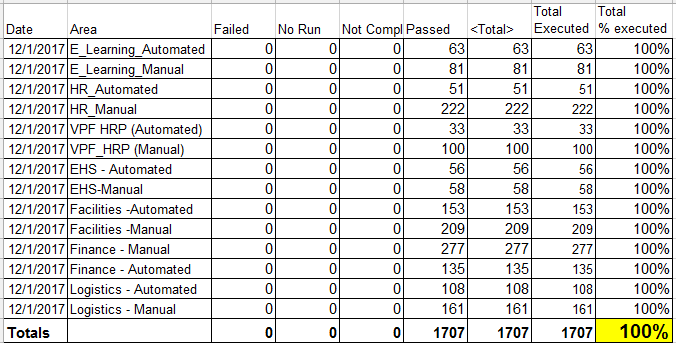 Total Total
Date Area Failed No Run Not Compl Passed <Total> Executed % executed
12/1/2017 E_Learning_Automated 0 0 0 63 63 63 100%
12/1/2017 E_Learning_Manual 0 0 0 81 81 81 100%
12/1/2017 HR_Automated 0 0 0 51 51 51 100%
12/1/2017 HR_Manual 0 0 0 222 222 222 100%
12/1/2017 VPF HRP (Automated) 0 0 0 33 33 33 100%
12/1/2017 VPF_HRP (Manual) 0 0 0 100 100 100 100%
12/1/2017 EHS - Automated 0 0 0 56 56 56 100%
12/1/2017 EHS-Manual 0 0 0 58 58 58 100%
12/1/2017 Facilities -Automated 0 0 0 153 153 153 100%
12/1/2017 Facilities -Manual 0 0 0 209 209 209 100%
12/1/2017 Finance - Manual 0 0 0 277 277 277 100%
12/1/2017 Finance - Automated 0 0 0 135 135 135 100%
12/1/2017 Logistics - Automated 0 0 0 108 108 108 100%
12/1/2017 Logistics - Manual 0 0 0 161 161 161 100%
Totals 0 0 0 1707 1707 1707 100%